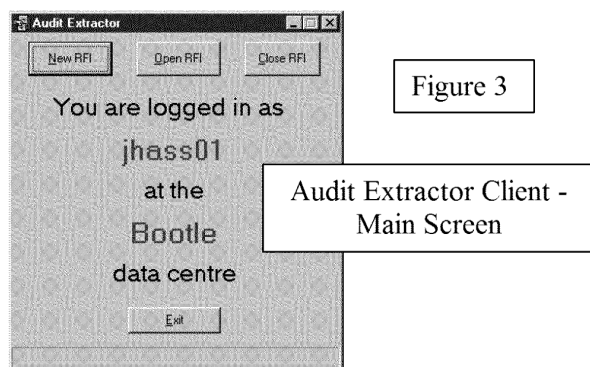 Audit Extractor
New RFI Open RFI Close RFI
You are logged in as
jhass01
at the
Bootle
data centre
Exit
Figure 3
Audit Extractor Client -
Main Screen